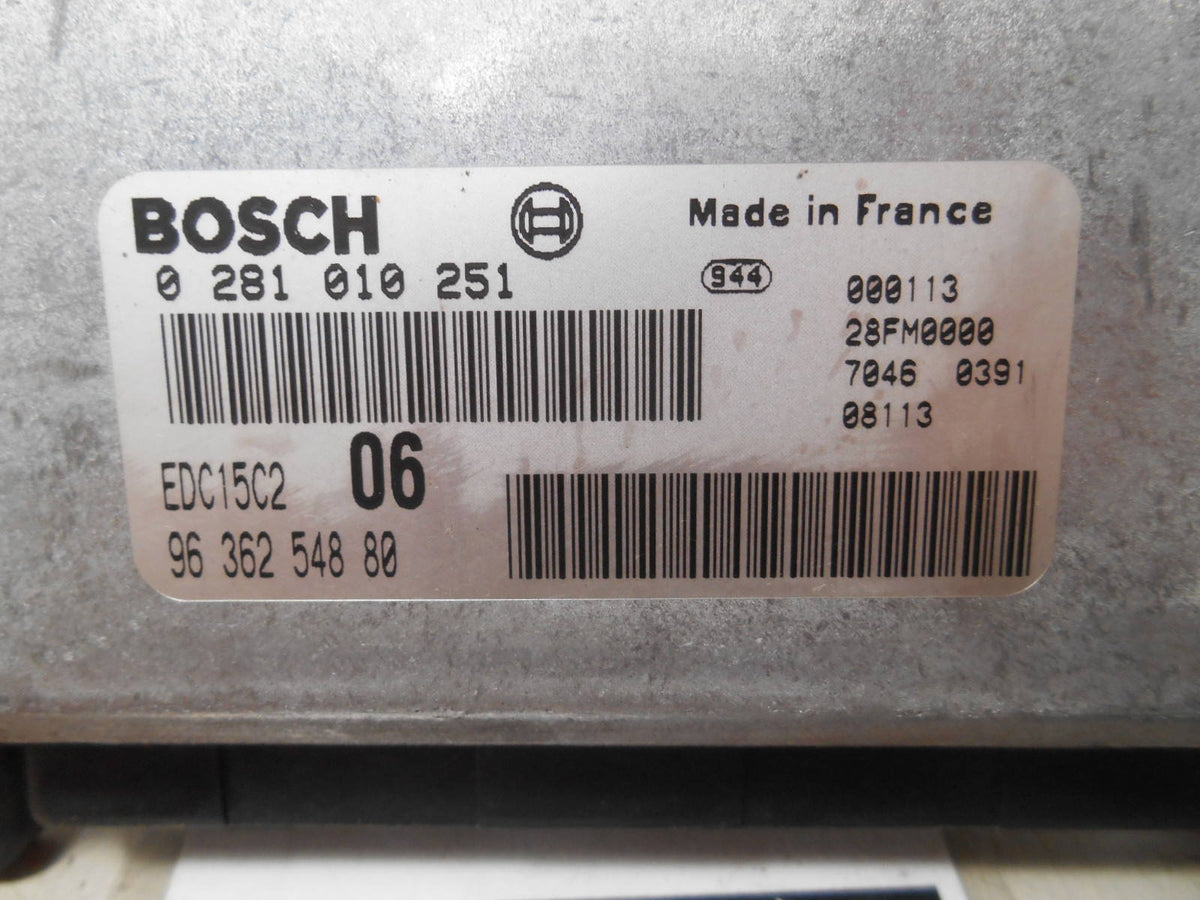 BOSCH
Made in France
0 281 010 251
944
000113
28FM0000
7046 0391
08113
EDC15C2 06
96 362 548 80